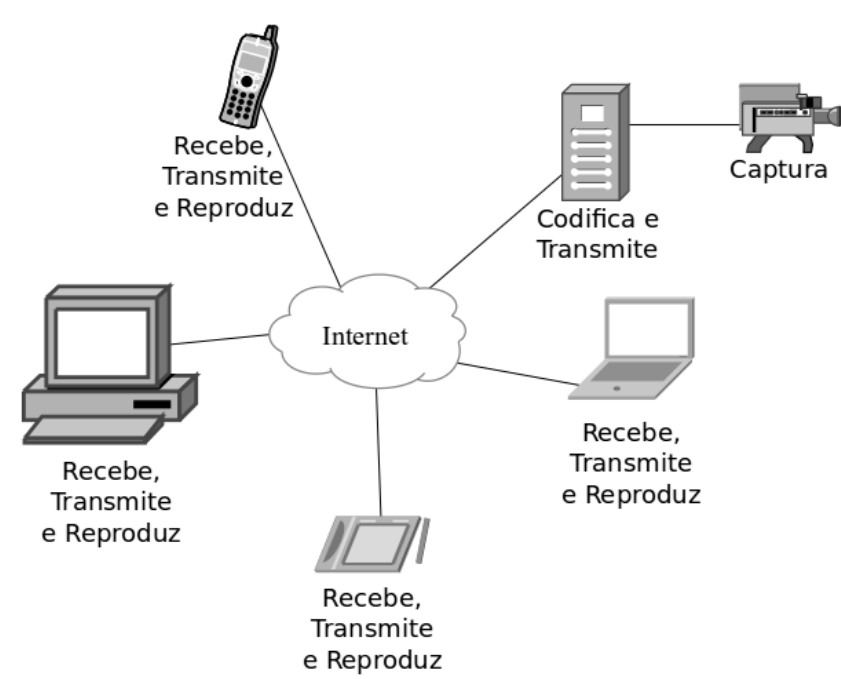 Recebe,
Transmite
e Reproduz
Captura
Codifica e
Transmite
Internet
Recebe,
Transmite
e Reproduz
Recebe,
Transmite
e Reproduz
Recebe,
Transmite
e Reproduz